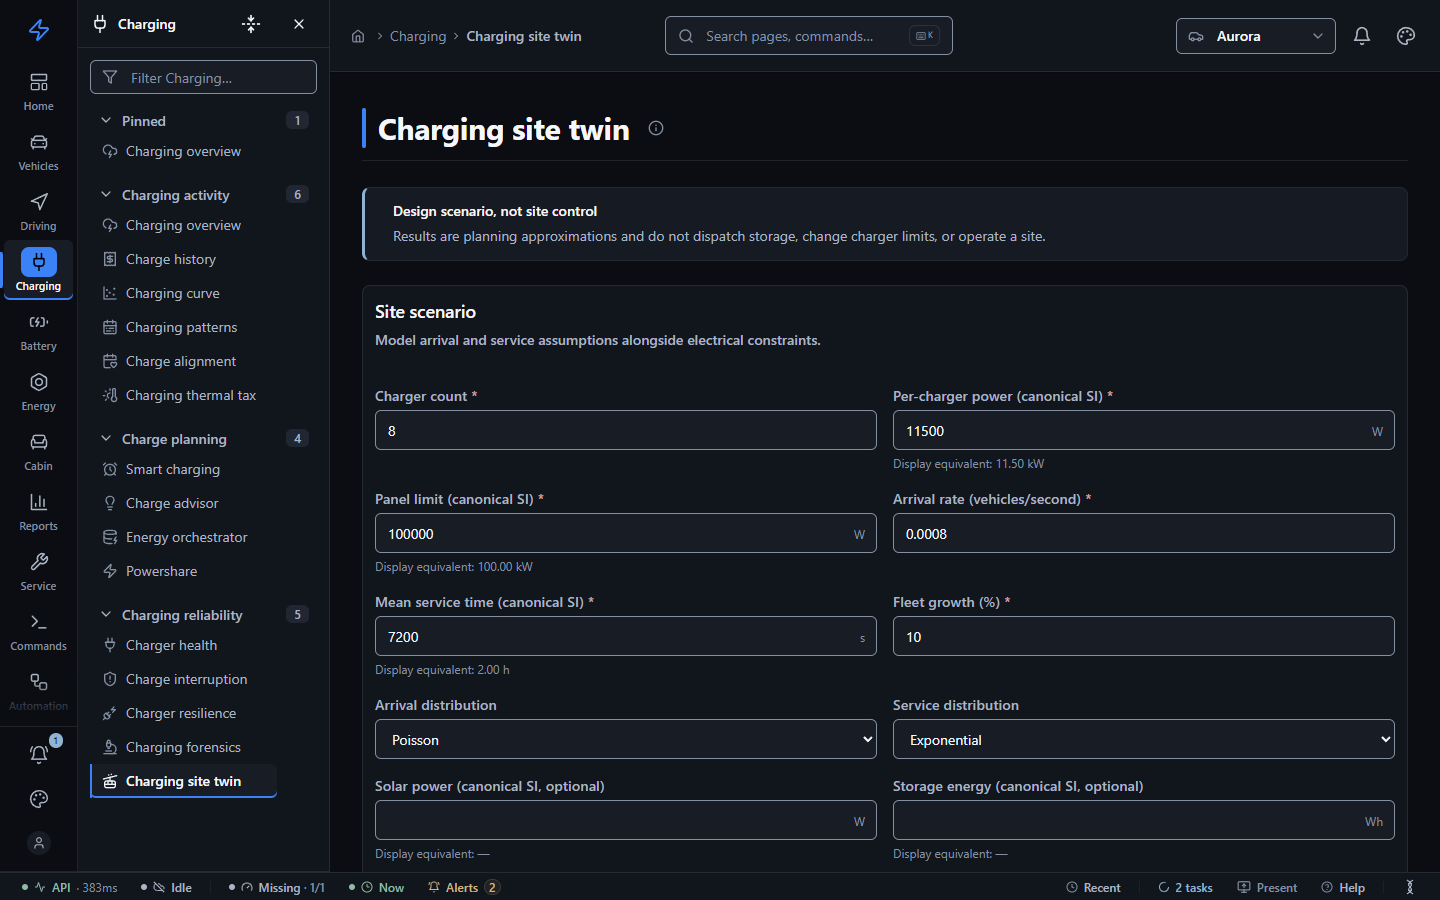 Home
Vehicles
Driving
Charging
Battery
Energy
Cabin
Reports
Service
Commands
Automation
1
Charging
Filter Charging...
Pinned 1
Charging overview
Charging activity 6
Charging overview
Charge history
Charging curve
Charging patterns
Charge alignment
Charging thermal tax
Charge planning 4
Smart charging
Charge advisor
Energy orchestrator
Powershare
Charging reliability 5
Charger health
Charge interruption
Charger resilience
Charging forensics
Charging site twin
Charging Charging site twin
Search pages, commands... K
Aurora
Charging site twin
Design scenario, not site control
Results are planning approximations and do not dispatch storage, change charger limits, or operate a site.
Site scenario
Model arrival and service assumptions alongside electrical constraints.
Charger count * Per-charger power (canonical SI) *
8 11500 W
Display equivalent: 11.50 kW
Panel limit (canonical SI) * Arrival rate (vehicles/second) *
100000 W 0.0008
Display equivalent: 100.00 kW
Mean service time (canonical SI) * Fleet growth (%) *
7200 s 10
Display equivalent: 2.00 h
Arrival distribution Service distribution
Poisson Exponential
Solar power (canonical SI, optional) Storage energy (canonical SI, optional)
W Wh
Display equivalent: — Display equivalent: —
API · 383ms Idle Missing · 1/1 Now Alerts 2 Recent 2 tasks Present Help